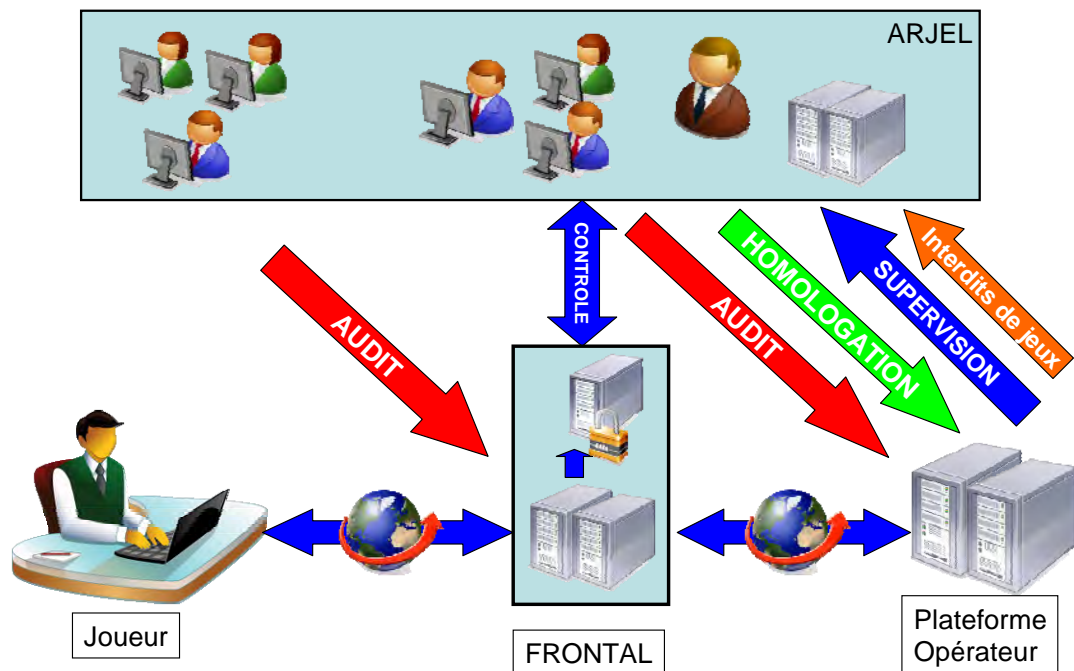 ARJEL
CONTROLE
AUDIT
AUDIT
HOMOLOGATION
SUPERVISION
Interdits de jeux
Joueur
FRONTAL
Plateforme
Opérateur